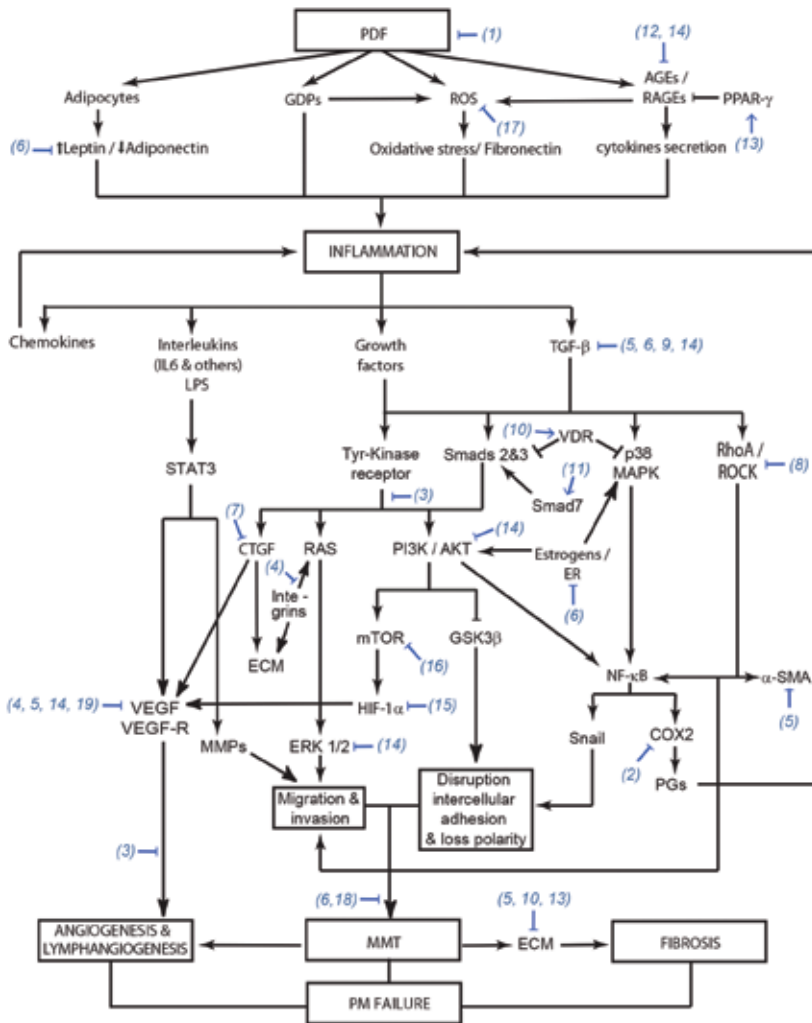 PDF
(1)
(12, 14)
Adipocytes
GDPs
ROS
AGEs /
RAGEs
PPAR-γ
(17)
(13)
(6)
↑Leptin / ↓Adiponectin
Oxidative stress/ Fibronectin
cytokines secretion
INFLAMMATION
Chemokines
Interleukins
(IL6 & others)
LPS
Growth
factors
TGF-β
(5, 6, 9, 14)
STAT3
Tyr-Kinase
receptor
(3)
Smads 2&3
(10)
VDR
p38
MAPK
RhoA /
ROCK
(8)
(11)
Smad7
(7)
CTGF
RAS
PI3K / AKT
(14)
Estrogens /
ER
(6)
(4)
Inte -
grins
ECM
mTOR
(16)
GSK3β
NF-κB
α-SMA
(5)
(4, 5, 14, 19)
VEGF
VEGF-R
HIF-1α
(15)
MMPs
ERK 1/2
(14)
Snail
COX2
(2)
PGs
Migration &
invasion
Disruption
intercellular
adhesion
& loss polarity
(3)
(6,18)
(5, 10, 13)
ANGIOGENESIS &
LYMPHANGIOGENESIS
MMT
ECM
FIBROSIS
PM FAILURE